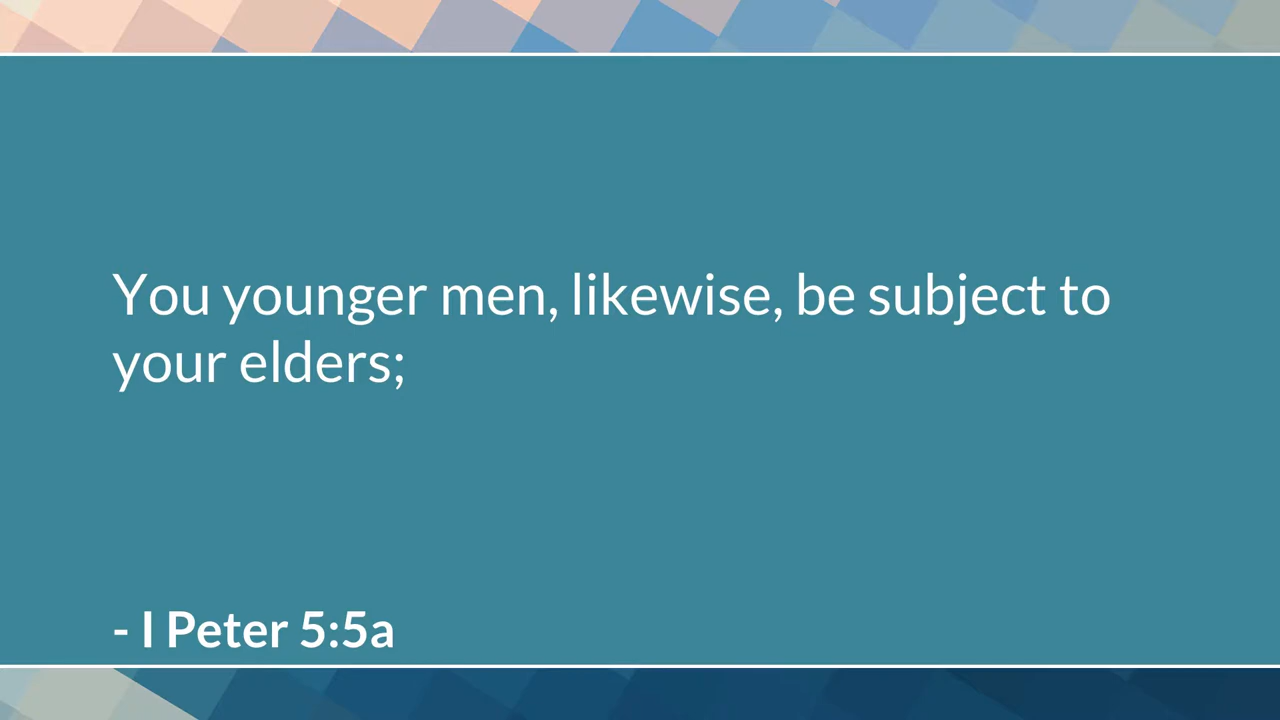 You younger men, likewise, be subject to
your elders;
- I Peter 5:5a